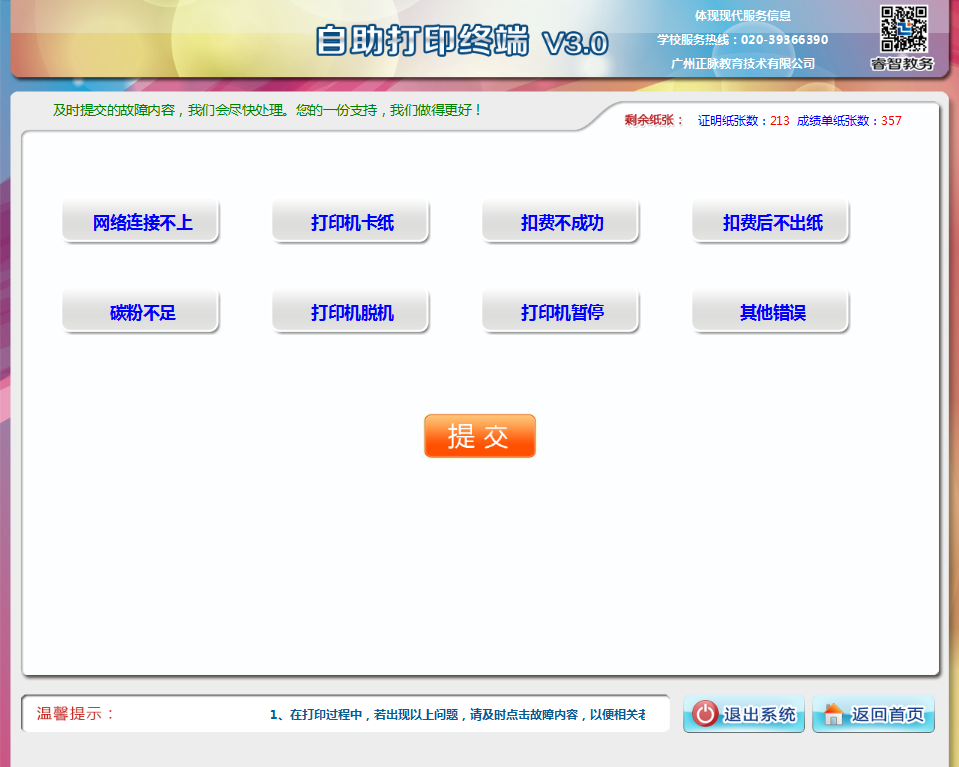 体现现代服务信息
自助打印终端 V3.0
学校服务热线：020-39366390
广州正脉教育技术有限公司
睿智教务
及时提交的故障内容，我们会尽快处理。您的一份支持，我们做得更好！
剩余纸张： 证明纸张数：213 成绩单纸张数：357
网络连接不上 打印机卡纸 扣费不成功 扣费后不出纸
碳粉不足 打印机脱机 打印机暂停 其他错误
提 交
温馨提示： 1、在打印过程中，若出现以上问题，请及时点击故障内容，以便相关 退出系统 返回首页